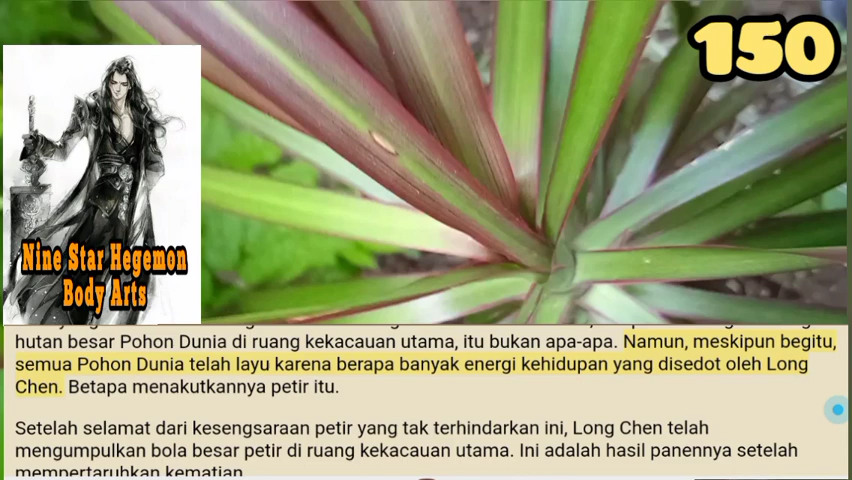 150
Nine Star Hegemon
Body Arts
hutan besar Pohon Dunia di ruang kekacauan utama, itu bukan apa-apa. Namun, meskipun begitu,
semua Pohon Dunia telah layu karena berapa banyak energi kehidupan yang disedot oleh Long
Chen. Betapa menakutkannya petir itu.
Setelah selamat dari kesengsaraan petir yang tak terhindarkan ini, Long Chen telah
mengumpulkan bola besar petir di ruang kekacauan utama. Ini adalah hasil panennya setelah
mempertaruhkan kematian